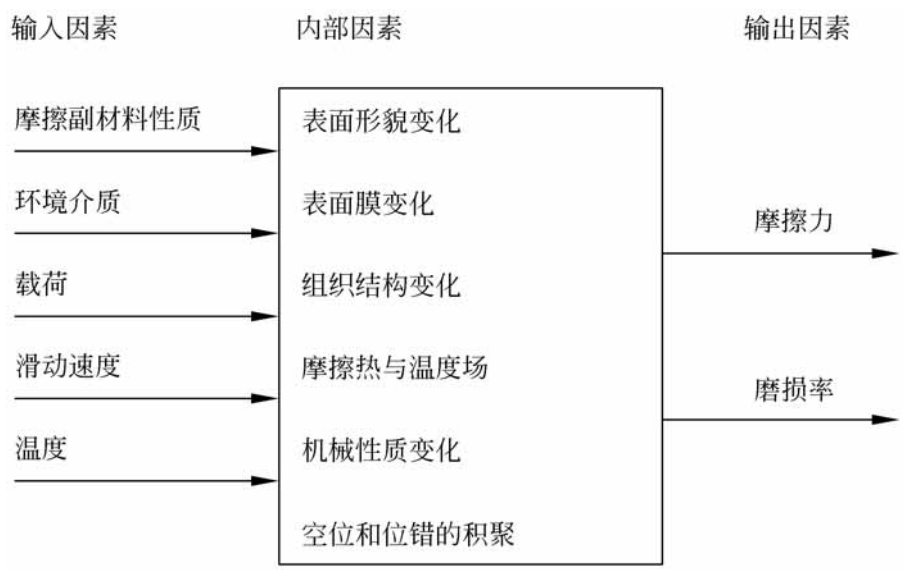 输入因素 内部因素 输出因素
摩擦副材料性质 表面形貌变化
环境介质 表面膜变化
摩擦力
载荷 组织结构变化
滑动速度 摩擦热与温度场
磨损率
温度 机械性质变化
空位和位错的积聚